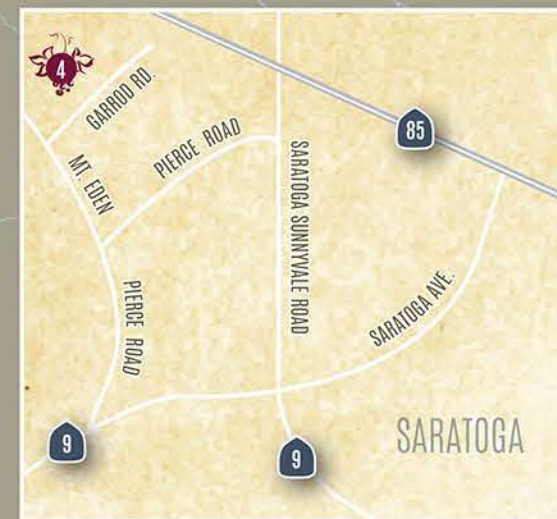 4
GARROD RD.
85
PIERCE ROAD
MT. EDEN
SARATOGA SUNNYVALE ROAD
PIERCE ROAD
SARATOGA AVE.
SARATOGA
9
9